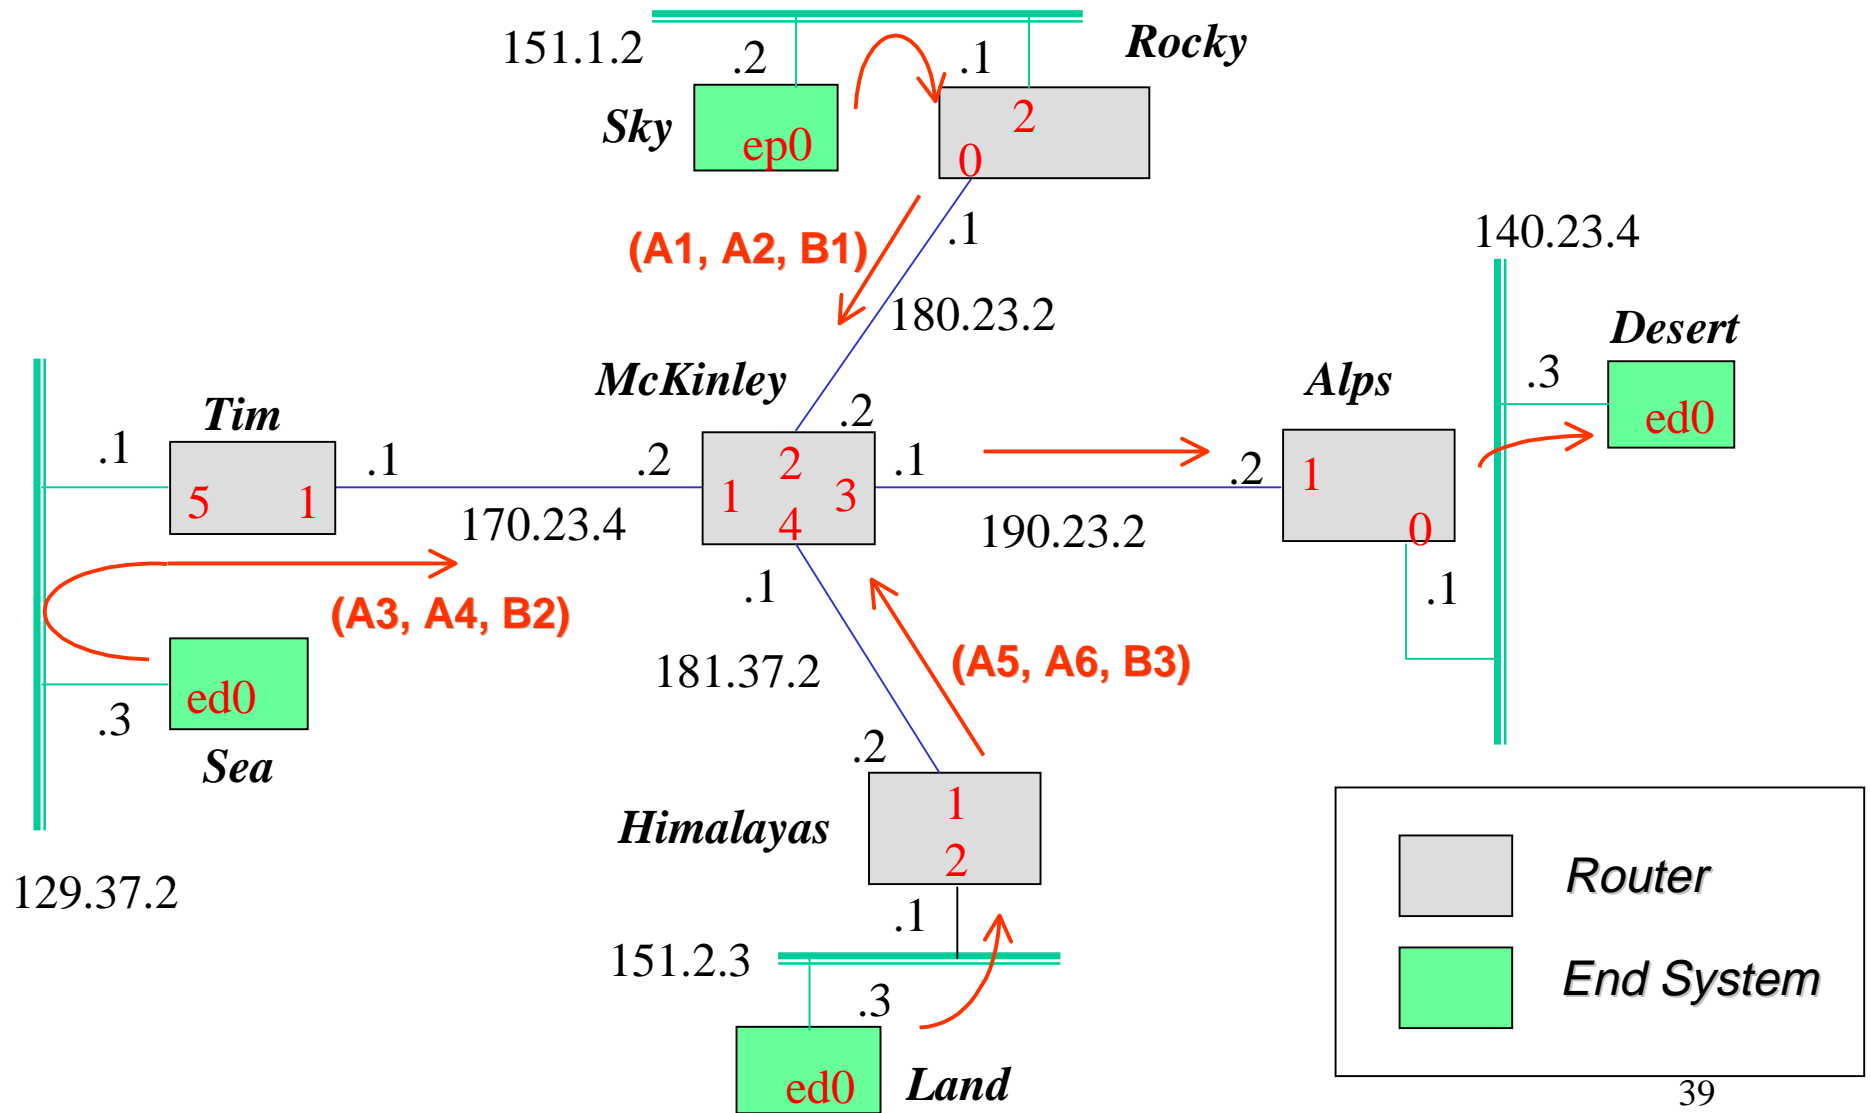 151.1.2
.2
.1
Rocky
Sky
ep0
2
0
(A1, A2, B1)
.1
180.23.2
140.23.4
Desert
.3
ed0
McKinley
Alps
Tim
.1
.1
.2
.2
.1
.2
5
1
1
2
3
4
1
0
170.23.4
190.23.2
.1
.1
(A3, A4, B2)
181.37.2
(A5, A6, B3)
ed0
.3
Sea
.2
Himalayas
1
2
129.37.2
.1
151.2.3
.3
ed0
Land
Router
End System
39